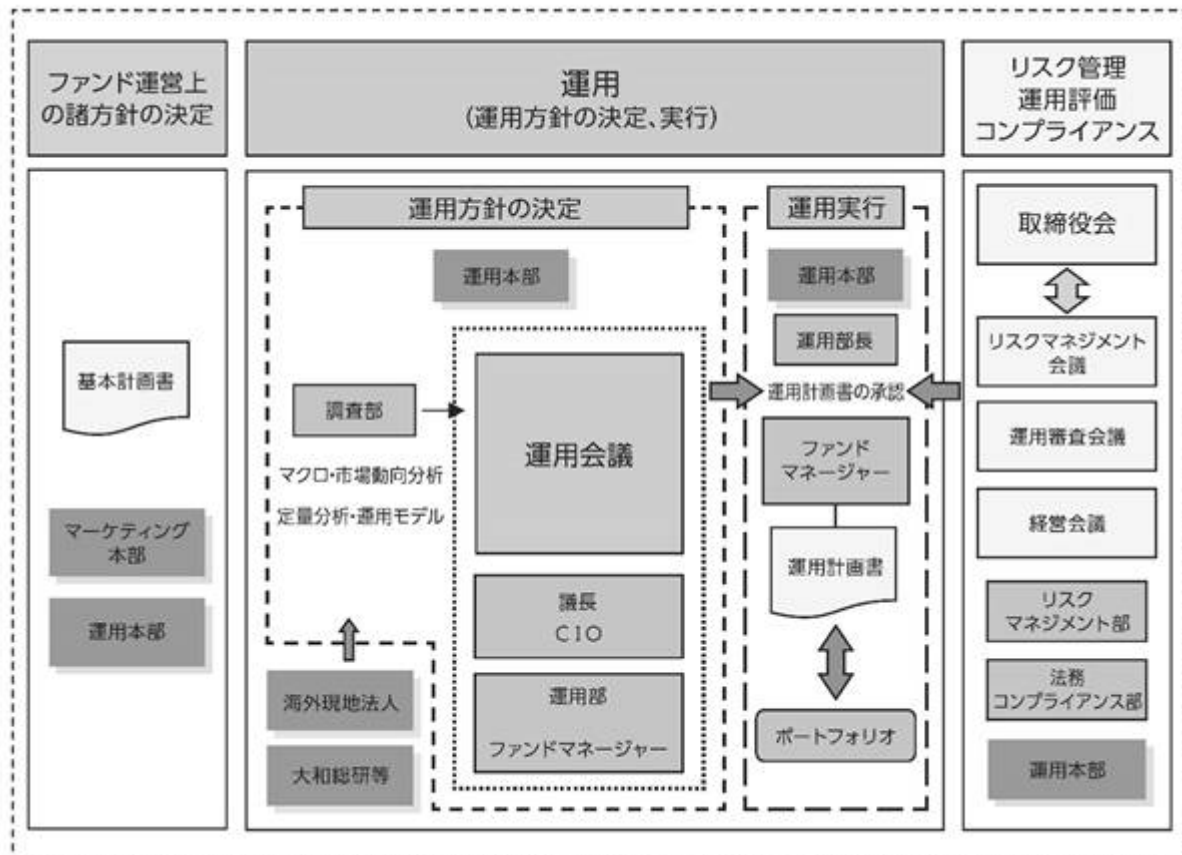 ファンド運営上
の諸方針の決定
運用
(運用方針の決定、実行)
リスク管理
運用評価
コンプライアンス
基本計画書
マーケティング
本部
運用本部
運用方針の決定
運用本部
調査部
マクロ・市場動向分析
定量分析・運用モデル
運用会議
議長
CIO
運用部
ファンドマネージャー
海外現地法人
大和総研等
運用実行
運用本部
運用部長
運用計画書の承認
ファンド
マネージャー
運用計画書
ポートフォリオ
取締役会
リスクマネジメント
会議
運用審査会議
経営会議
リスク
マネジメント部
法務
コンプライアンス部
運用本部